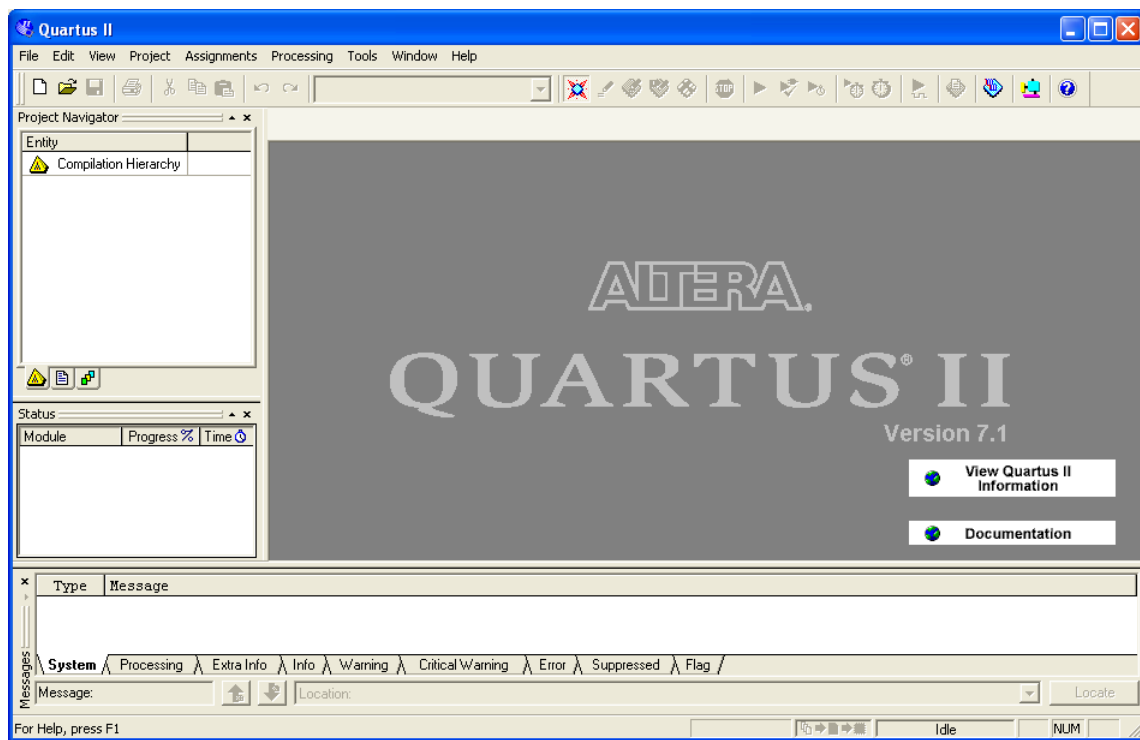 Quartus II
File Edit View Project Assignments Processing Tools Window Help
Project Navigator
Entity
Compilation Hierarchy
ALTERA.
QUARTUS® II
Version 7.1
View Quartus II
Information
Documentation
Status
Module Progress % Time
Type Message
System Processing Extra Info Info Warning Critical Warning Error Suppressed Flag
Messages
Message: Location: Locate
For Help, press F1 Idle NUM